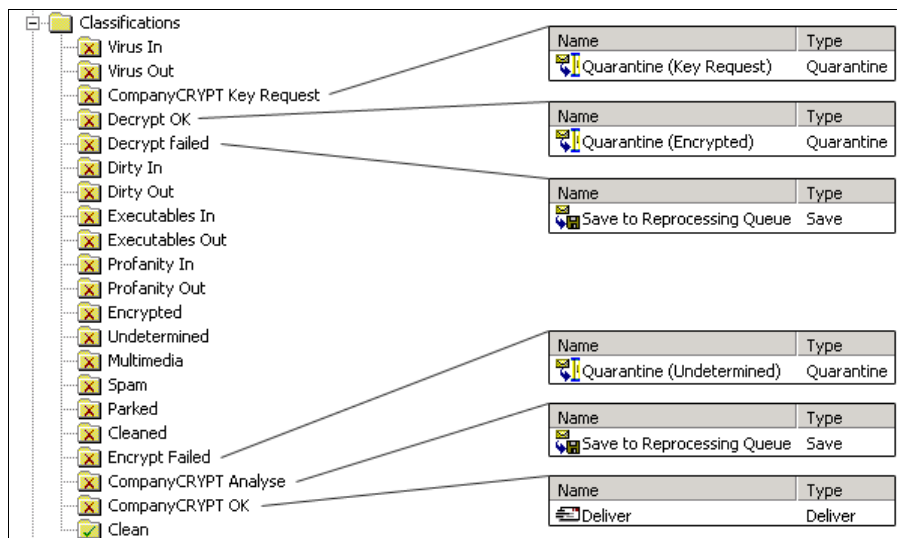 Classifications
Virus In
Virus Out
CompanyCRYPT Key Request
Decrypt OK
Decrypt failed
Dirty In
Dirty Out
Executables In
Executables Out
Profanity In
Profanity Out
Encrypted
Undetermined
Multimedia
Spam
Parked
Cleaned
Encrypt Failed
CompanyCRYPT Analyse
CompanyCRYPT OK
Clean
Name Type
Quarantine (Key Request) Quarantine
Name Type
Quarantine (Encrypted) Quarantine
Name Type
Save to Reprocessing Queue Save
Name Type
Quarantine (Undetermined) Quarantine
Name Type
Save to Reprocessing Queue Save
Name Type
Deliver Deliver